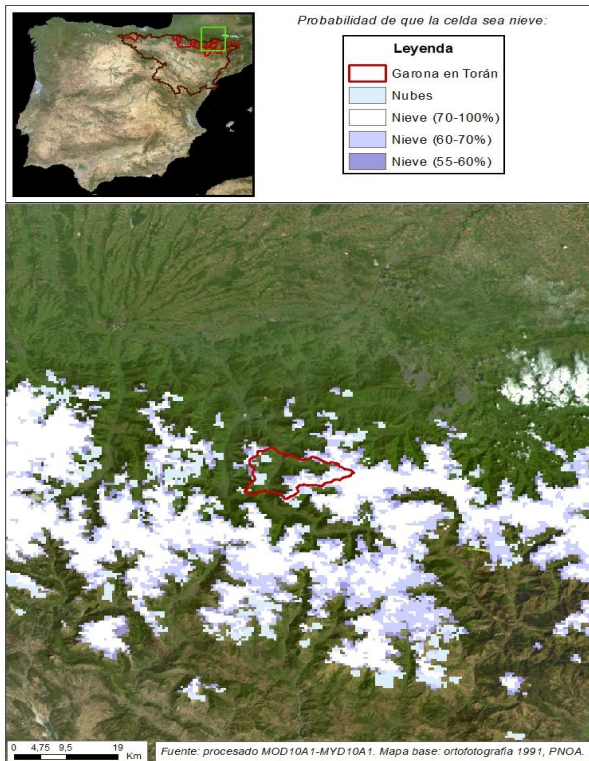 Probabilidad de que la celda sea nieve:
Leyenda
Garona en Torán
Nubes
Nieve (70-100%)
Nieve (60-70%)
Nieve (55-60%)
0 4,75 9,5 19
Km
Fuente: procesado MOD10A1-MYD10A1. Mapa base: ortofotografía 1991, PNOA.